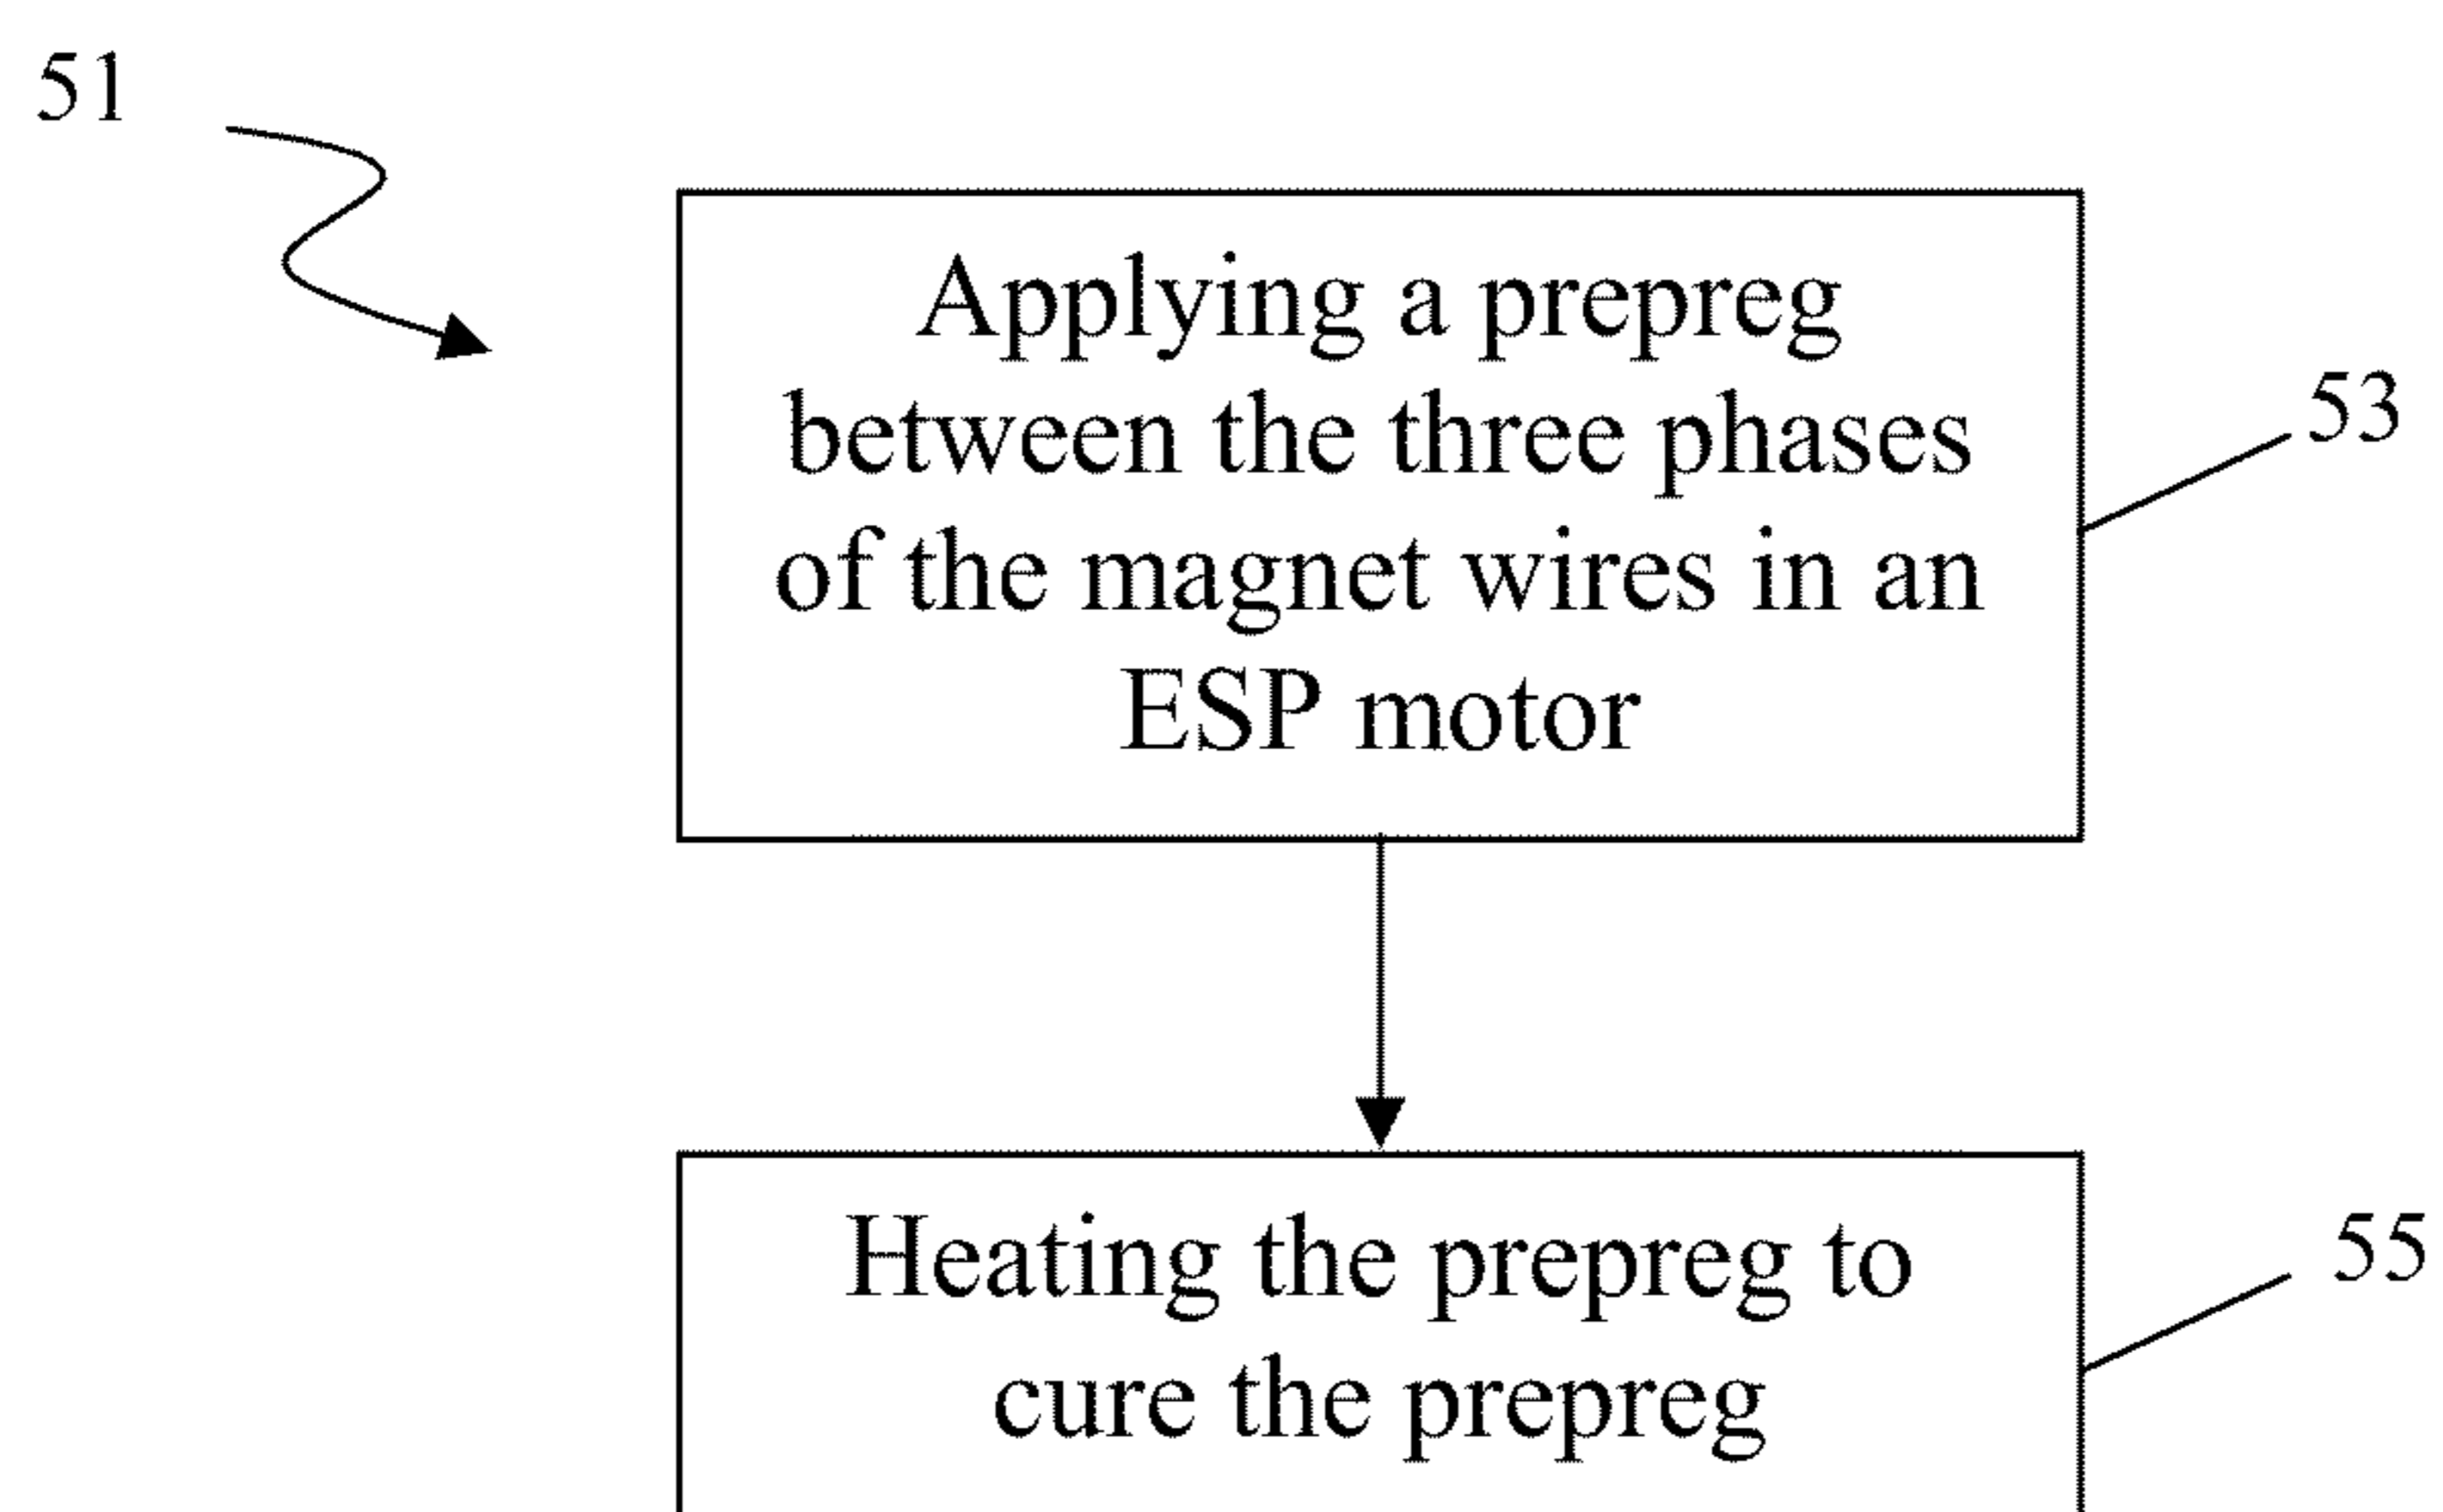 51
Applying a prepreg
between the three phases
of the magnet wires in an
ESP motor
53
Heating the prepreg to
cure the prepreg
55